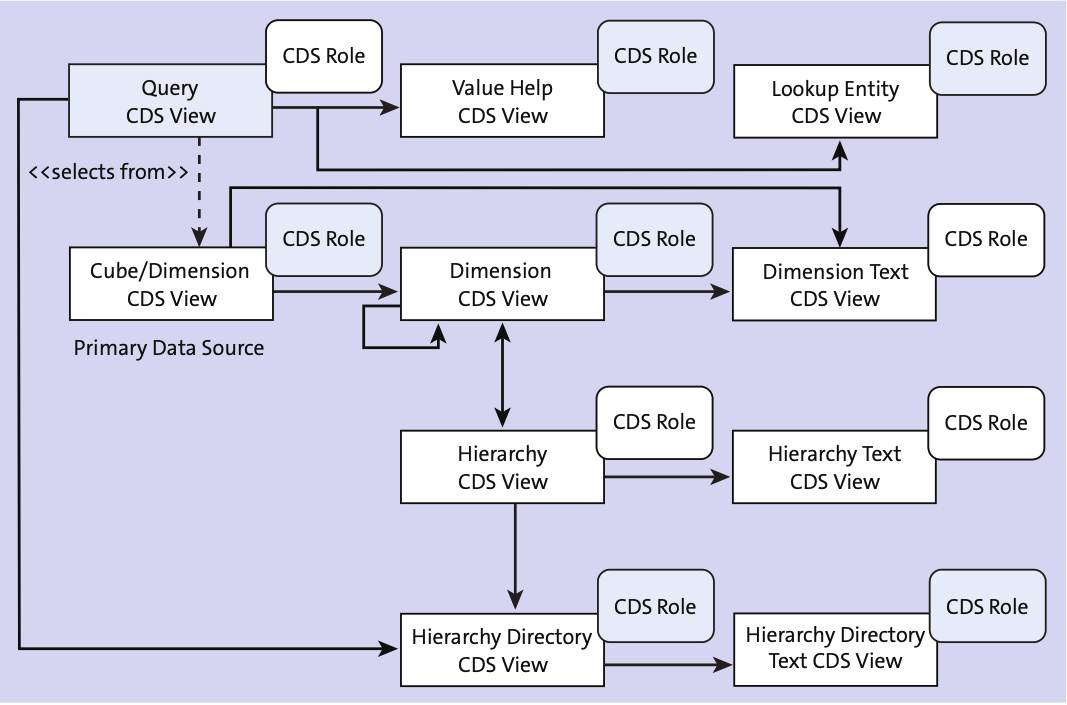 CDS Role
Query
CDS View
CDS Role
Value Help
CDS View
CDS Role
Lookup Entity
CDS View
<<selects from>>
CDS Role
Cube/Dimension
CDS View
Primary Data Source
CDS Role
Dimension
CDS View
CDS Role
Dimension Text
CDS View
CDS Role
Hierarchy
CDS View
CDS Role
Hierarchy Text
CDS View
CDS Role
Hierarchy Directory
CDS View
CDS Role
Hierarchy Directory
Text CDS View